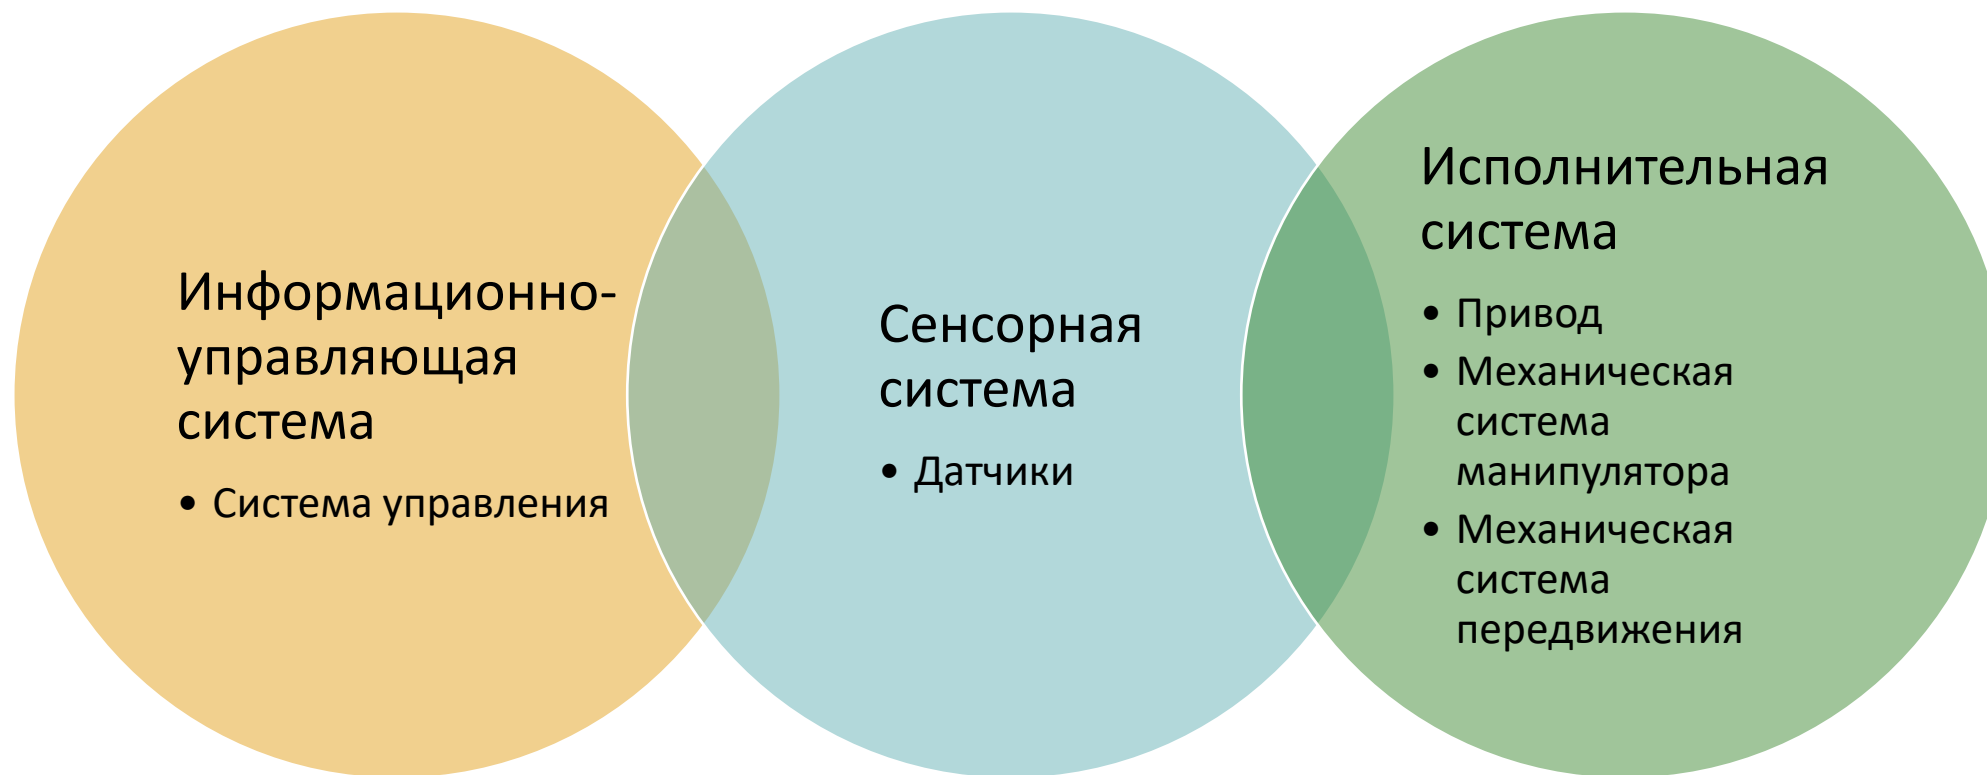 Информационно-
управляющая
система
• Система управления
Сенсорная
система
• Датчики
Исполнительная
система
• Привод
• Механическая
система
манипулятора
• Механическая
система
передвижения